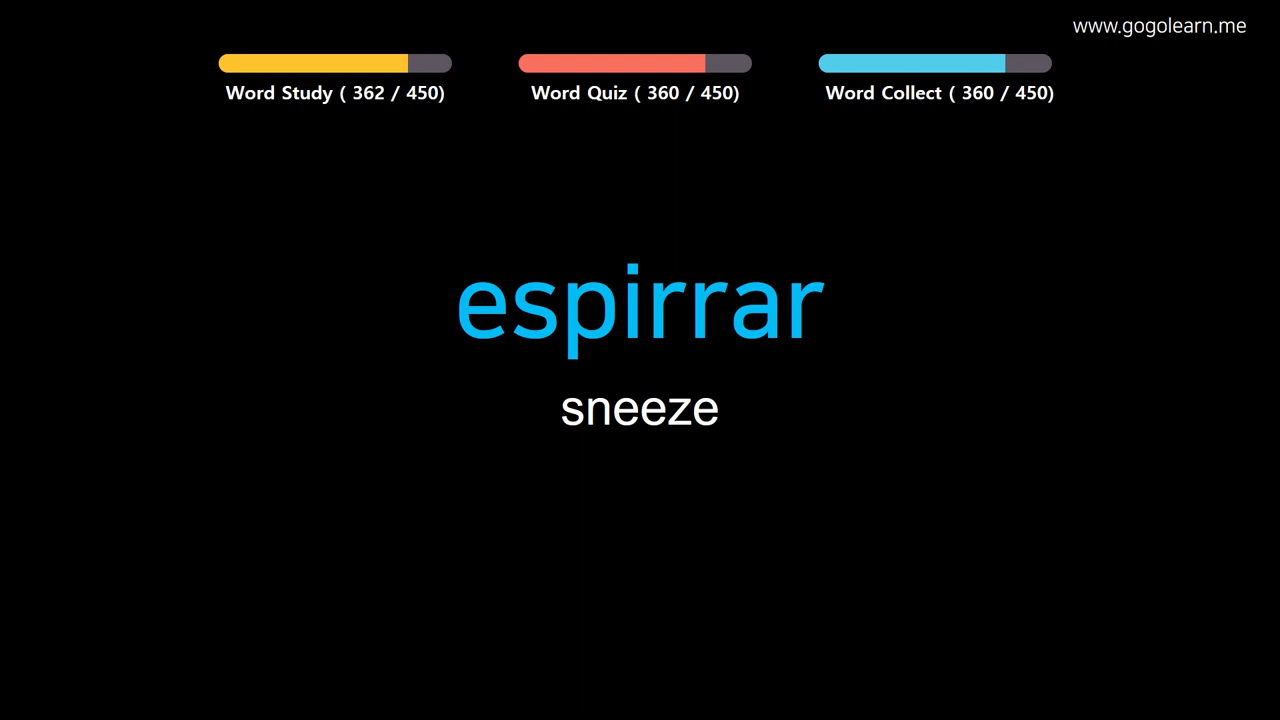 www.gogolearn.me
Word Study ( 362 / 450)
Word Quiz ( 360 / 450)
Word Collect ( 360 / 450)
espirrar
sneeze